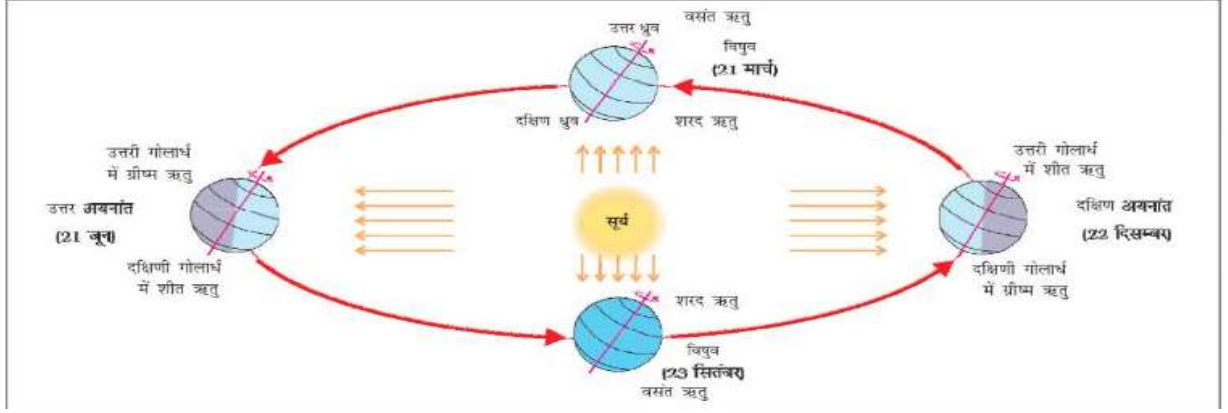 उत्तर ध्रुव
वसंत ऋतु
विषुव
(21 मार्च)
दक्षिण ध्रुव
शरद ऋतु
उत्तरी गोलार्ध
में ग्रीष्म ऋतु
उत्तर अयनांत
(21 जून)
दक्षिणी गोलार्ध
में शीत ऋतु
सूर्य
उत्तरी गोलार्ध
में शीत ऋतु
दक्षिण अयनांत
(22 दिसम्बर)
दक्षिणी गोलार्ध
में ग्रीष्म ऋतु
शरद ऋतु
विषुव
(23 सितंबर)
वसंत ऋतु